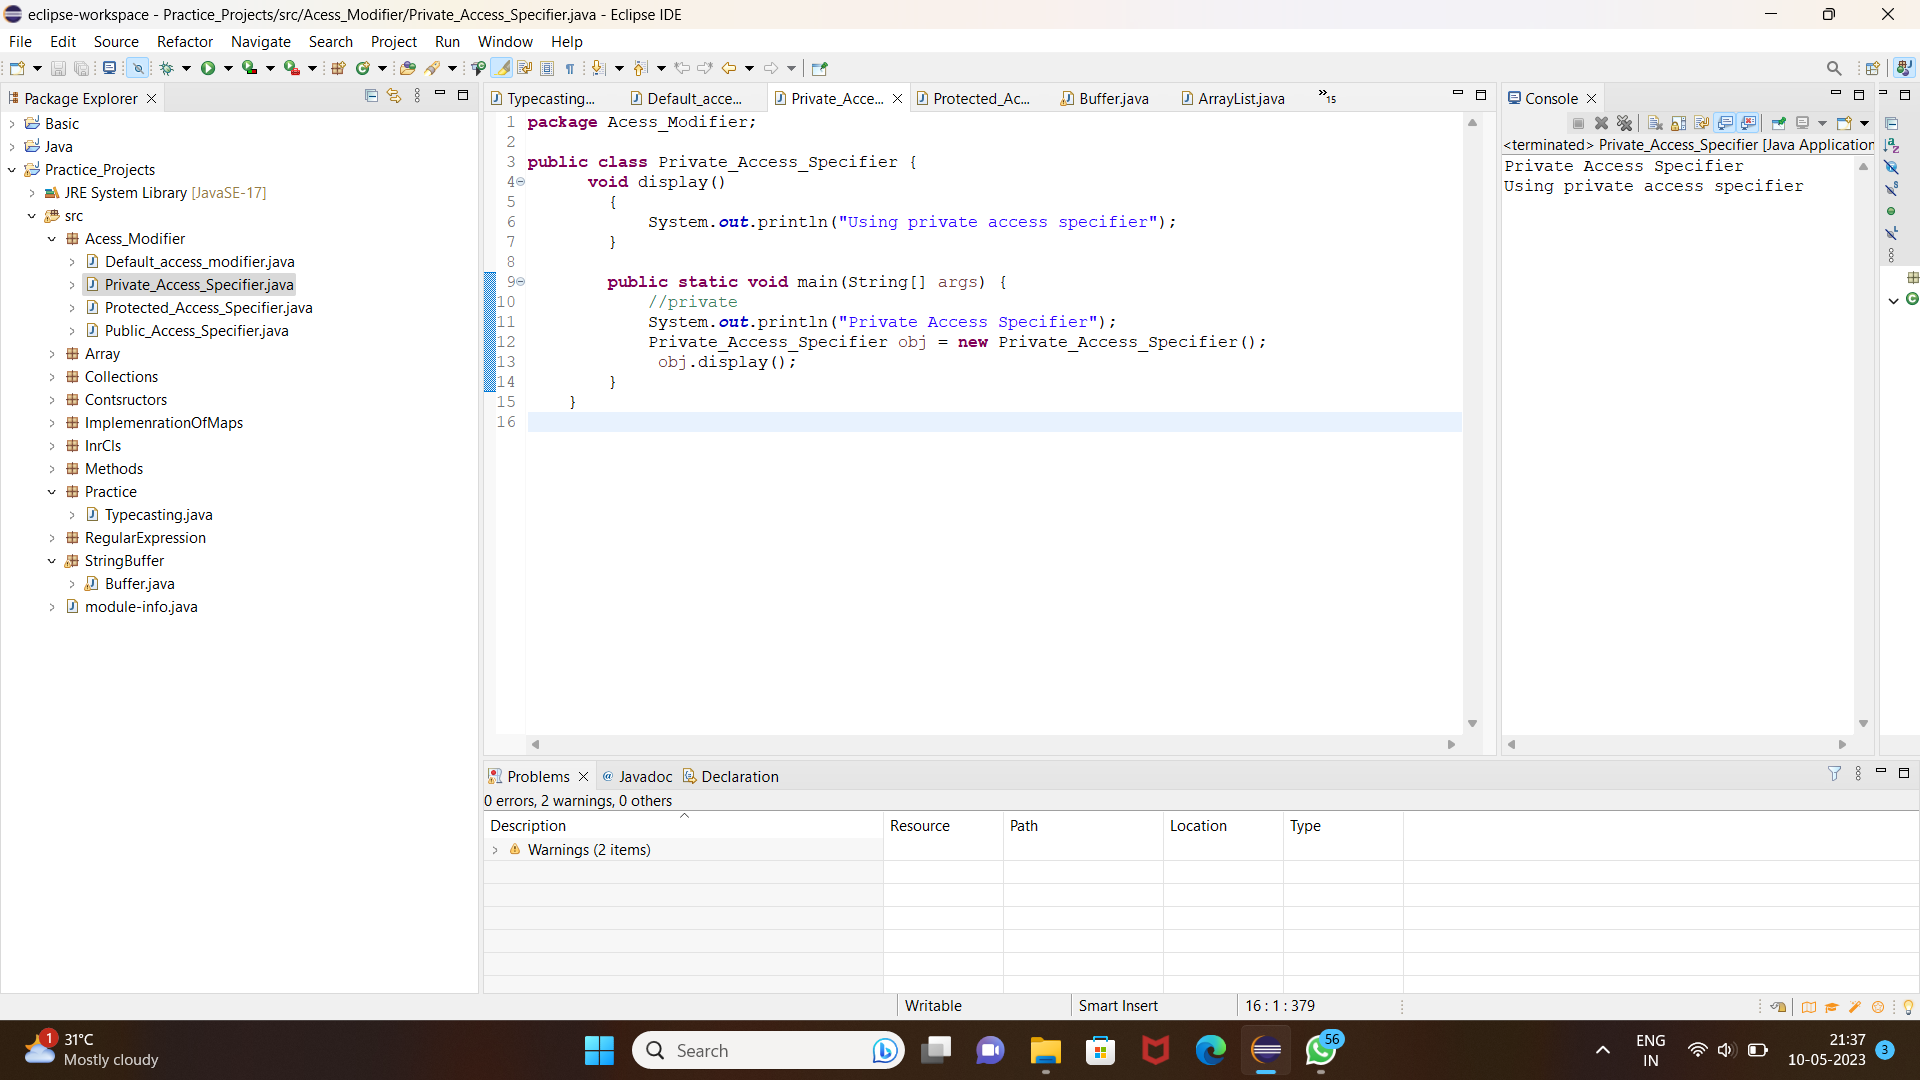 eclipse-workspace - Practice_Projects/src/Acess_Modifier/Private_Access_Specifier.java - Eclipse IDE
File Edit Source Refactor Navigate Search Project Run Window Help
Package Explorer
Basic
Java
Practice_Projects
JRE System Library [JavaSE-17]
src
Acess_Modifier
Default_access_modifier.java
Private_Access_Specifier.java
Protected_Access_Specifier.java
Public_Access_Specifier.java
Array
Collections
Contsructors
ImplemenrationOfMaps
InrCls
Methods
Practice
Typecasting.java
RegularExpression
StringBuffer
Buffer.java
module-info.java
Typecasting... Default_acce... Private_Acce... Protected_Ac... Buffer.java ArrayList.java »15
1 package Acess_Modifier;
2
3 public class Private_Access_Specifier {
4 void display()
5 {
6 System.out.println("Using private access specifier");
7 }
8
9 public static void main(String[] args) {
10 //private
11 System.out.println("Private Access Specifier");
12 Private_Access_Specifier obj = new Private_Access_Specifier();
13 obj.display();
14 }
15 }
16
Console
<terminated> Private_Access_Specifier [Java Application
Private Access Specifier
Using private access specifier
Problems @ Javadoc Declaration
0 errors, 2 warnings, 0 others
Description Resource Path Location Type
Warnings (2 items)
Writable Smart Insert 16 : 1 : 379
1
31°C
Mostly cloudy
Search
56
ENG
IN
21:37
10-05-2023
3